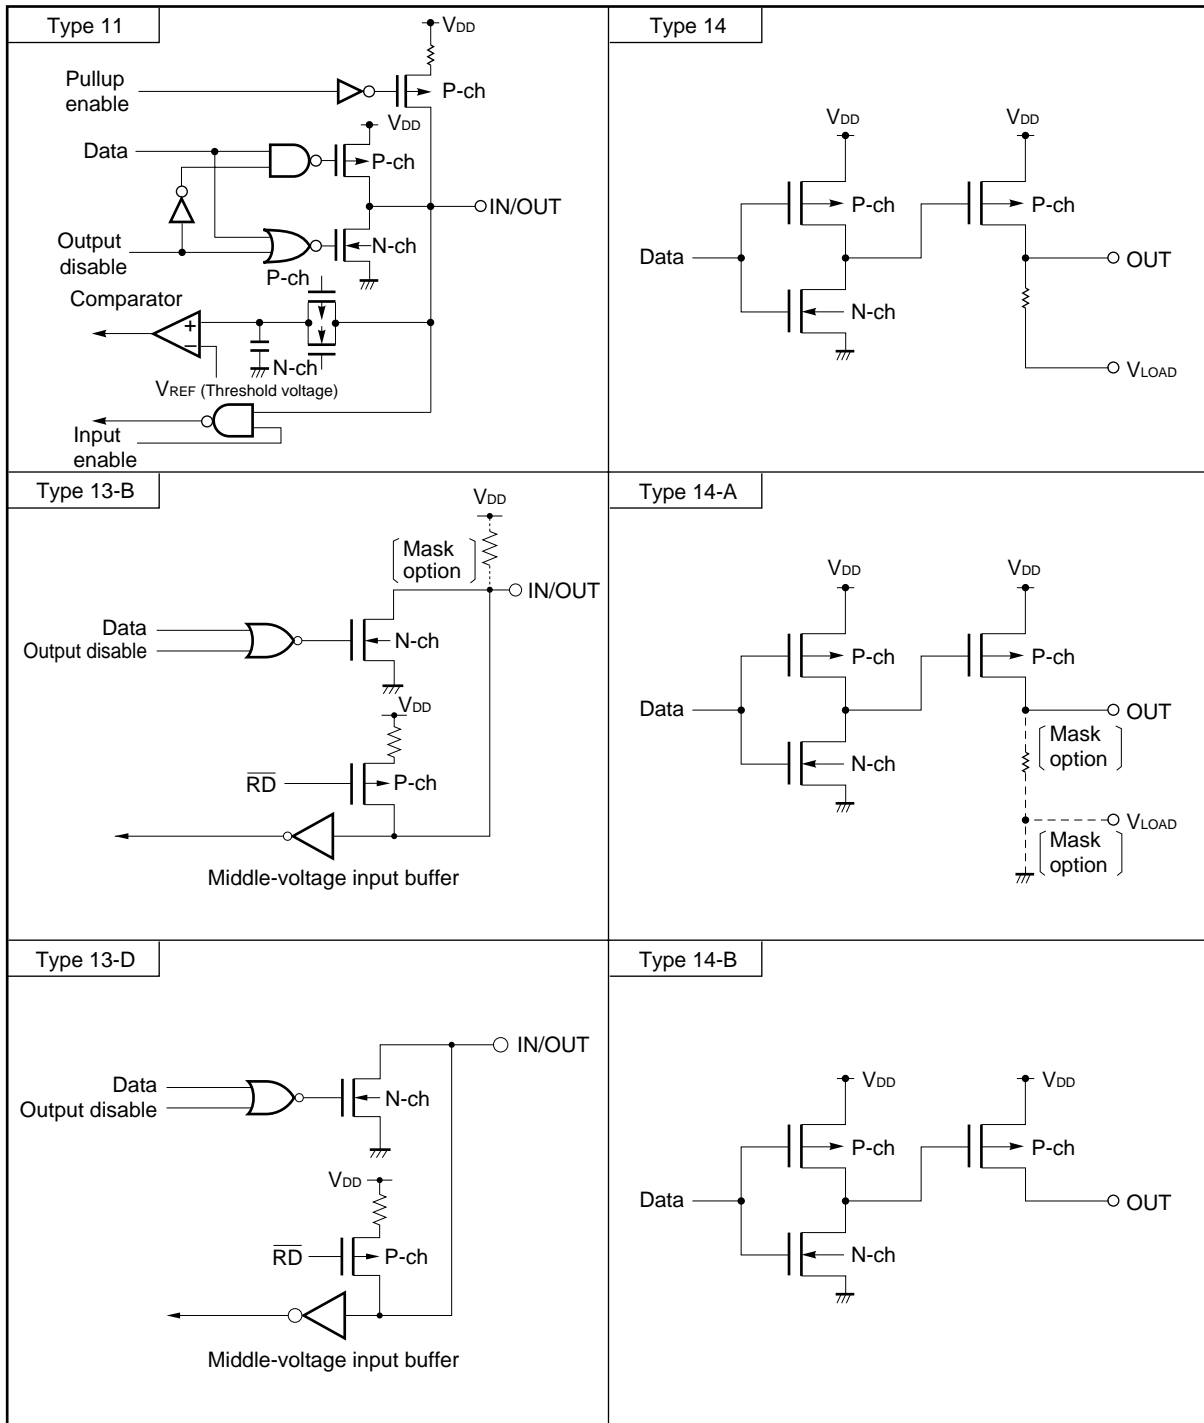 Type 11
VDD
Pullup
enable
P-ch
VDD
Data
P-ch
IN/OUT
Output
disable
N-ch
P-ch
Comparator
+
−
N-ch
VREF (Threshold voltage)
Input
enable
Type 14
VDD
VDD
P-ch
P-ch
Data
OUT
N-ch
VLOAD
Type 13-B
VDD
Mask
option
IN/OUT
Data
Output disable
N-ch
VDD
RD
P-ch
Middle-voltage input buffer
Type 14-A
VDD
VDD
P-ch
P-ch
Data
OUT
Mask
option
N-ch
VLOAD
Mask
option
Type 13-D
IN/OUT
Data
Output disable
N-ch
VDD
RD
P-ch
Middle-voltage input buffer
Type 14-B
VDD
VDD
P-ch
P-ch
Data
OUT
N-ch